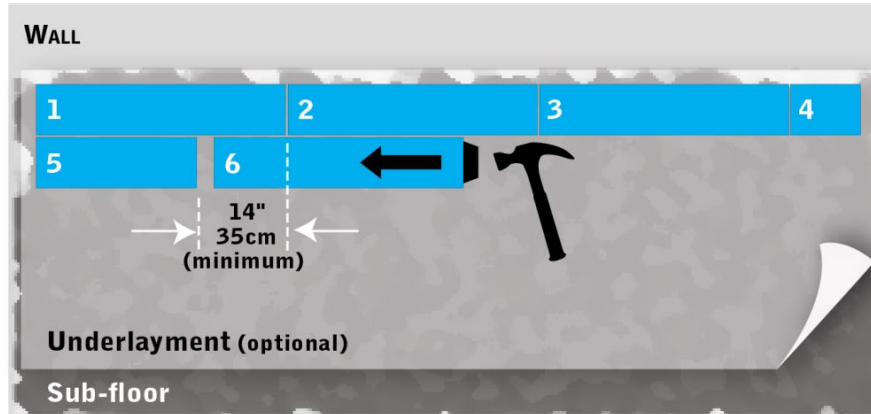 WALL
1 2 3 4
5 6
14"
35cm
(minimum)
Underlayment (optional)
Sub-floor